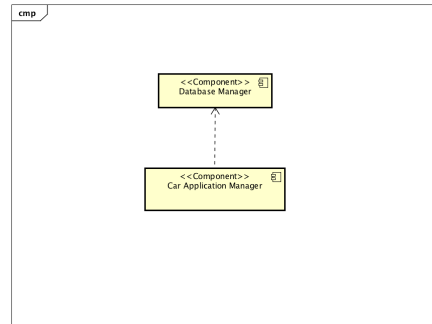 cmp
<<Component>>
Database Manager
<<Component>>
Car Application Manager